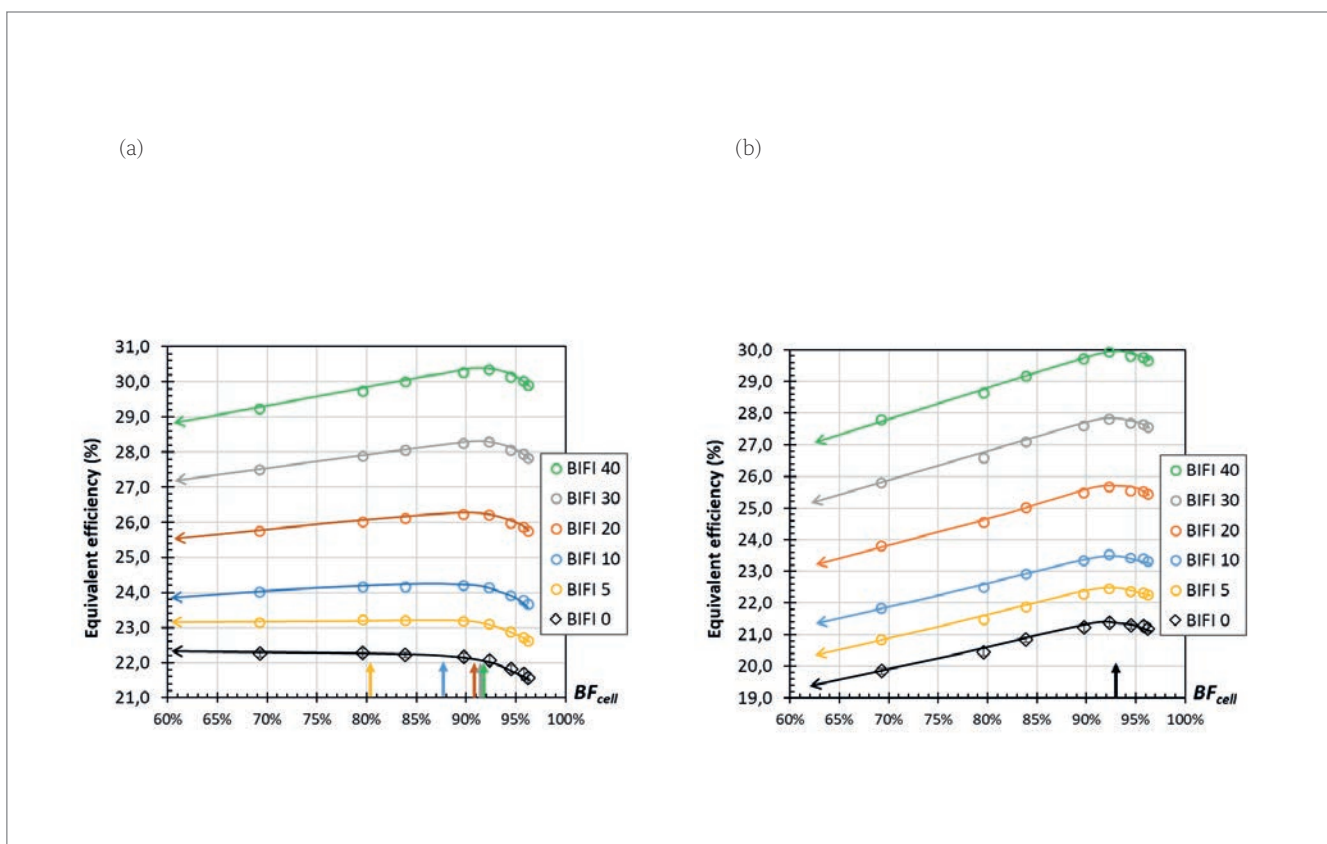 (a)
(b)
Equivalent efficiency (%)
31,0
30,0
29,0
28,0
27,0
26,0
25,0
24,0
23,0
22,0
21,0
60%
65%
70%
75%
80%
85%
90%
95%
100%
BFcell
BIFI 40
BIFI 30
BIFI 20
BIFI 10
BIFI 5
BIFI 0
Equivalent efficiency (%)
30,0
29,0
28,0
27,0
26,0
25,0
24,0
23,0
22,0
21,0
20,0
19,0
60%
65%
70%
75%
80%
85%
90%
95%
100%
BFcell
BIFI 40
BIFI 30
BIFI 20
BIFI 10
BIFI 5
BIFI 0